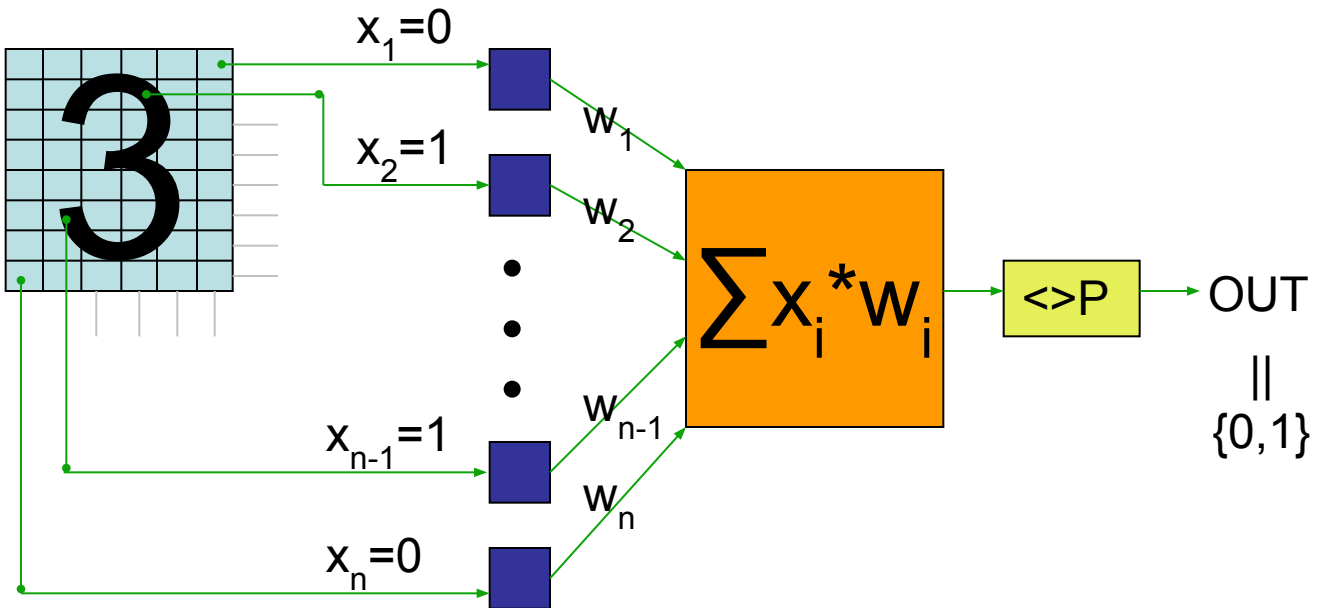 3
x₁=0
x₂=1
xₙ₋₁=1
xₙ=0
w₁
w₂
wₙ₋₁
wₙ
∑xᵢ*wᵢ
<>P
OUT
||
{0,1}